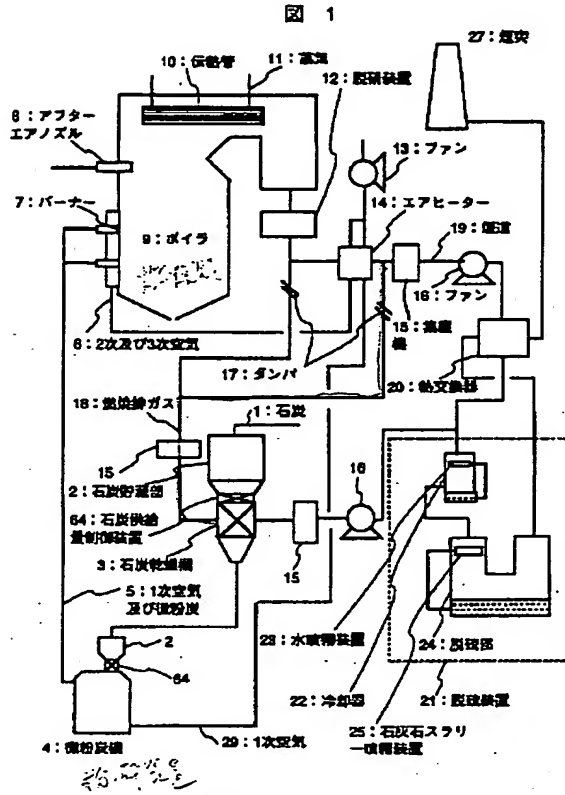 図 1
27:煙突
10:伝熱管
11:蒸気
12:脱硝装置
8:アフター
エアノズル
13:ファン
7:バーナー
14:エアヒーター
9:ボイラ
19:煙道
16:ファン
6:2次及び3次空気
15:集塵
機
17:ダンパ
20:熱交換器
18:燃焼排ガス
1:石炭
15
16
2:石炭貯蔵部
64:石炭供給
量制御装置
3:石炭乾燥機
15
5:1次空気
及び微粉炭
2
23:水噴霧装置
24:脱硫部
64
22:冷却器
21:脱硫装置
25:石灰石スラリ
ー噴霧装置
4:微粉炭機
29:1次空気